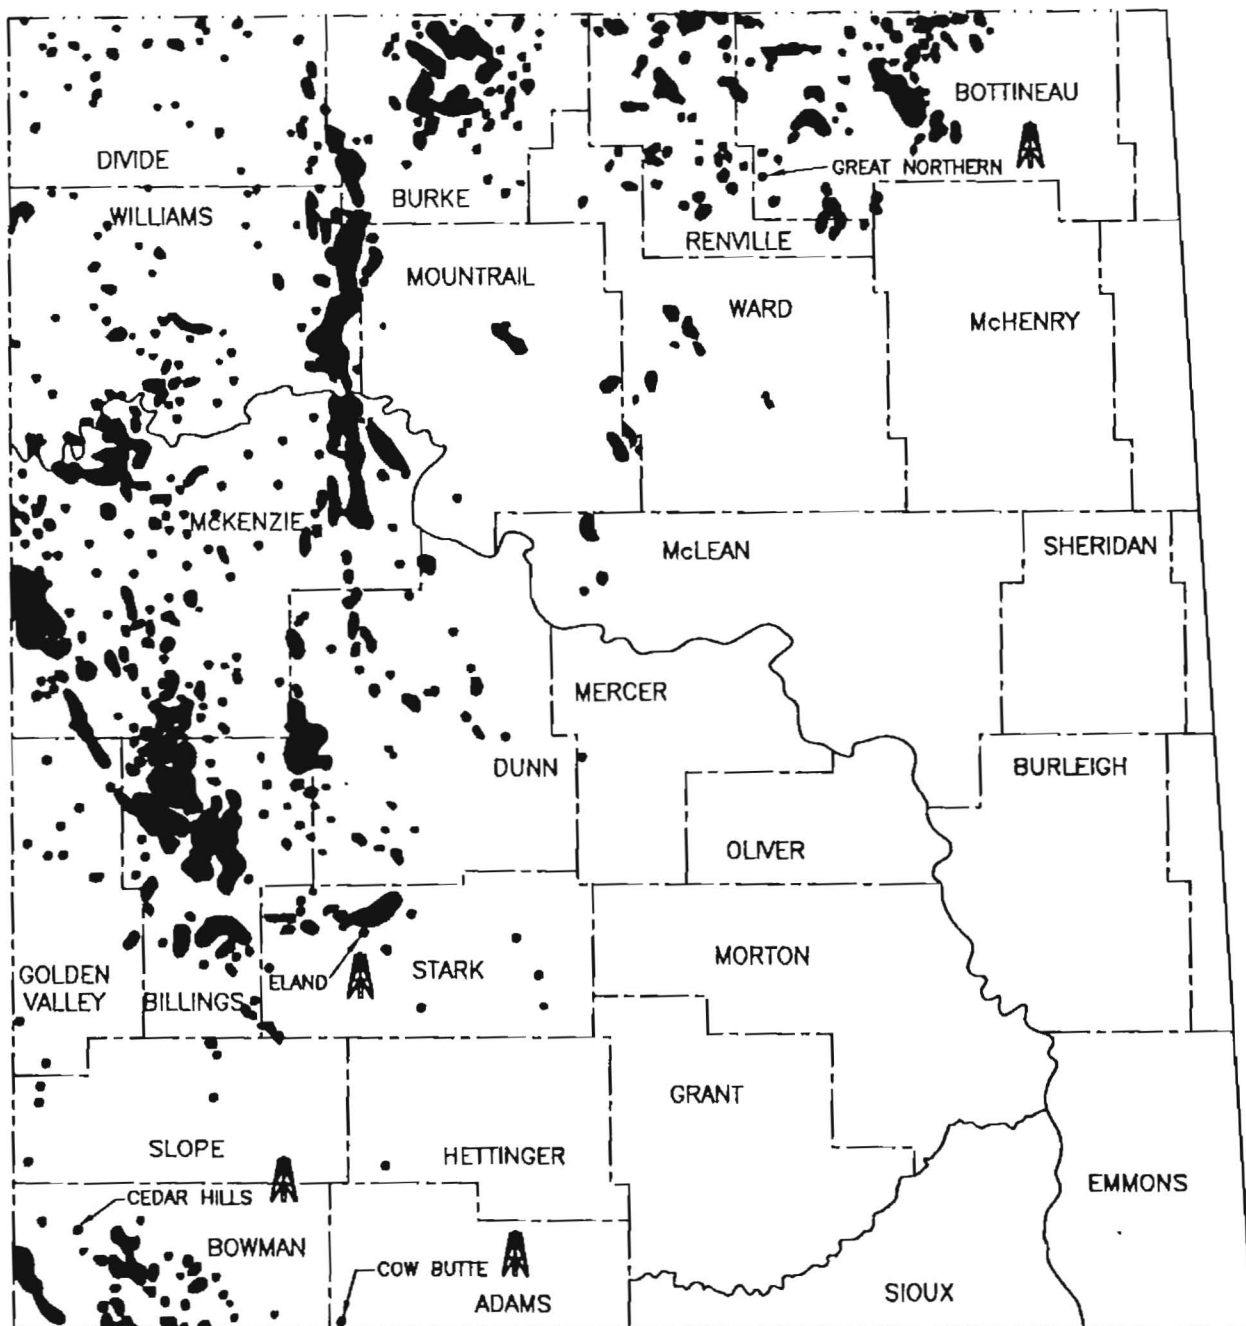 BOTTINEAU
DIVIDE
GREAT NORTHERN
BURKE
WILLIAMS
RENVILLE
MOUNTRAIL
WARD
McHENRY
McKENZIE
McLEAN
SHERIDAN
MERCER
DUNN
BURLEIGH
OLIVER
GOLDEN
VALLEY
BILLINGS
ELAND
STARK
MORTON
GRANT
SLOPE
HETTINGER
EMMONS
CEDAR HILLS
BOWMAN
COW BUTTE
ADAMS
SIOUX